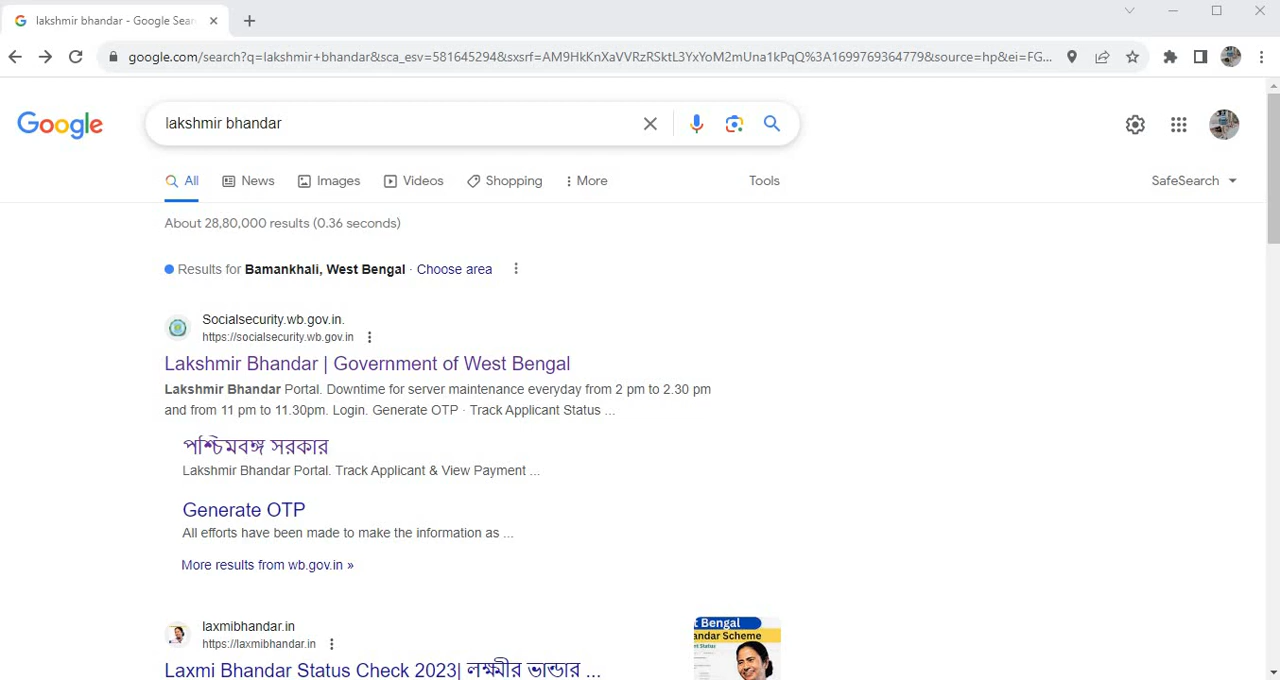 lakshmir bhandar - Google Sear
google.com/search?q=lakshmir+bhandar&sca_esv=581645294&sxsrf=AM9HkKnXaVVRzRSktL3YxYoM2mUna1kPqQ%3A1699769364779&source=hp&ei=FG...
Google
lakshmir bhandar
All News Images Videos Shopping More Tools SafeSearch
About 28,80,000 results (0.36 seconds)
Results for Bamankhali, West Bengal · Choose area
Socialsecurity.wb.gov.in.
https://socialsecurity.wb.gov.in
Lakshmir Bhandar | Government of West Bengal
Lakshmir Bhandar Portal. Downtime for server maintenance everyday from 2 pm to 2.30 pm
and from 11 pm to 11.30pm. Login. Generate OTP · Track Applicant Status ...
পশ্চিমবঙ্গ সরকার
Lakshmir Bhandar Portal. Track Applicant & View Payment ...
Generate OTP
All efforts have been made to make the information as ...
More results from wb.gov.in »
laxmibhandar.in
https://laxmibhandar.in
t Bengal
andar Scheme
Laxmi Bhandar Status Check 2023| লক্ষ্মীর ভান্ডার ...